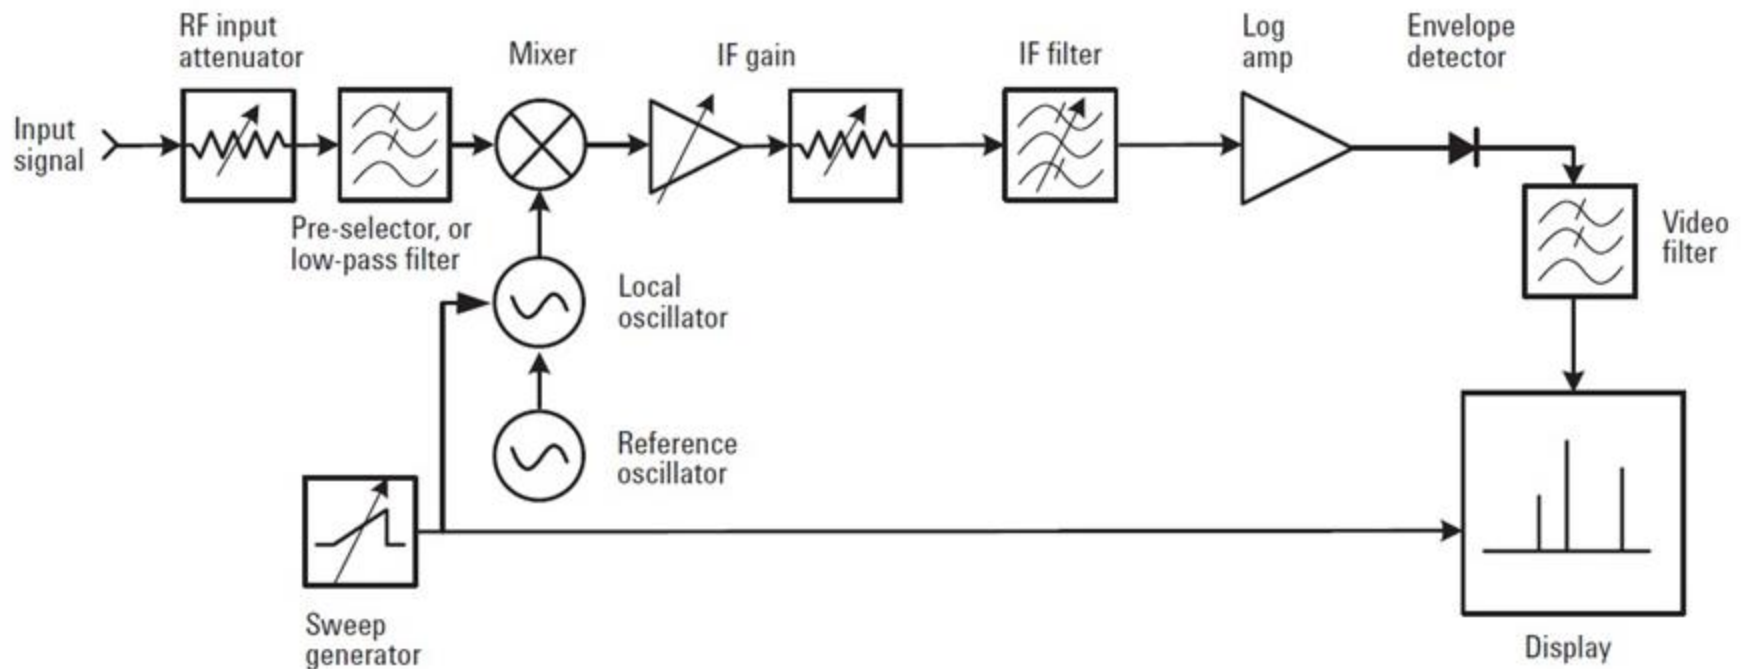 RF input
attenuator
Mixer
IF gain
IF filter
Log
amp
Envelope
detector
Input
signal
Pre-selector, or
low-pass filter
Video
filter
Local
oscillator
Reference
oscillator
Sweep
generator
Display